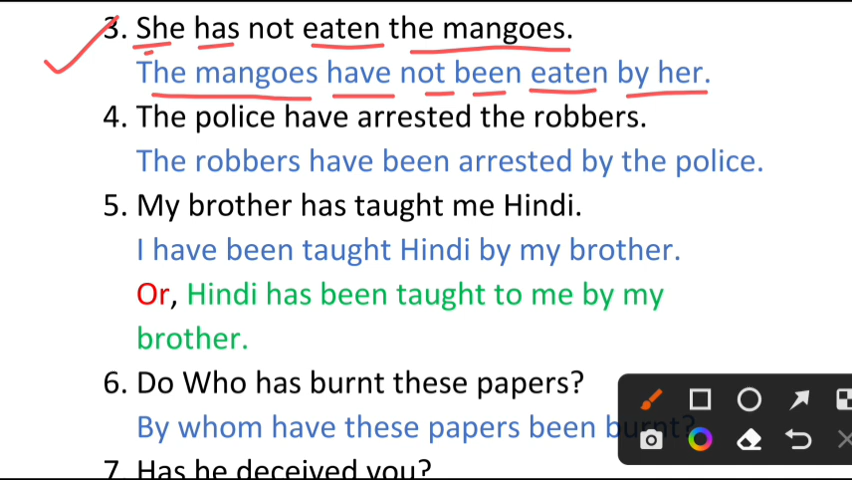 3. She has not eaten the mangoes.
The mangoes have not been eaten by her.
4. The police have arrested the robbers.
The robbers have been arrested by the police.
5. My brother has taught me Hindi.
I have been taught Hindi by my brother.
Or, Hindi has been taught to me by my
brother.
6. Do Who has burnt these papers?
By whom have these papers been burnt?
7. Has he deceived you?